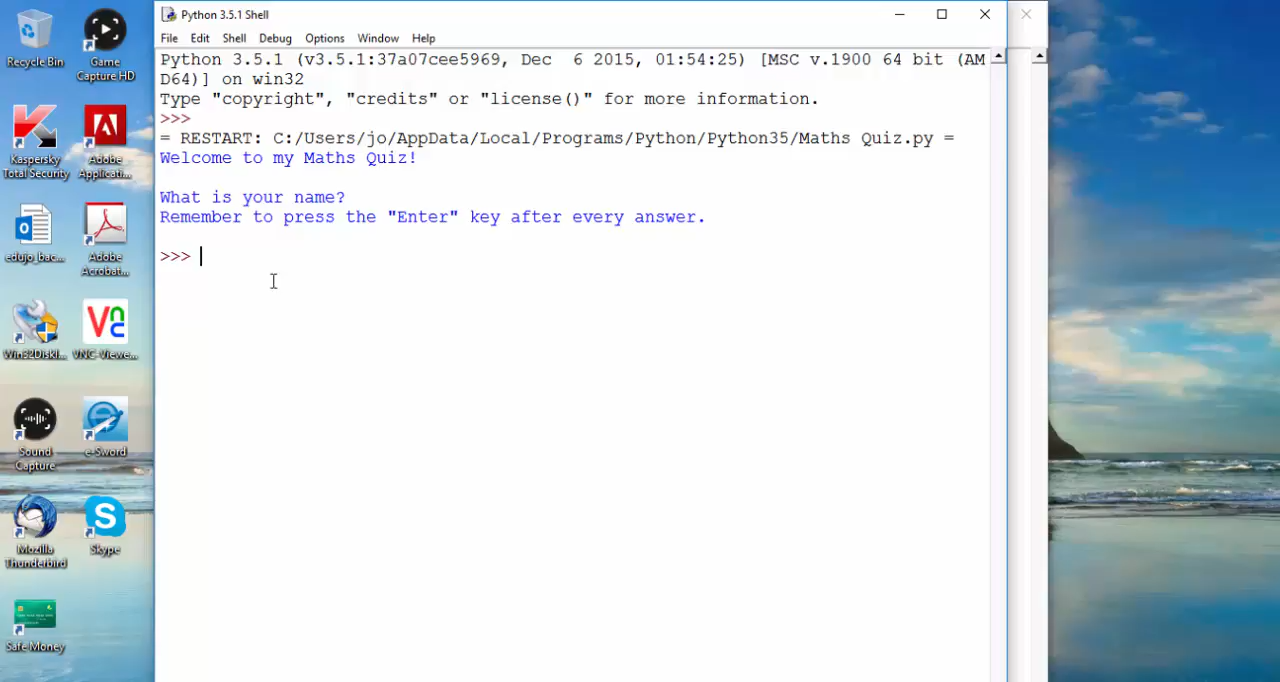 Python 3.5.1 Shell
File Edit Shell Debug Options Window Help
Python 3.5.1 (v3.5.1:37a07cee5969, Dec  6 2015, 01:54:25) [MSC v.1900 64 bit (AM
D64)] on win32
Type "copyright", "credits" or "license()" for more information.
>>>
= RESTART: C:/Users/jo/AppData/Local/Programs/Python/Python35/Maths Quiz.py =
Welcome to my Maths Quiz!
What is your name?
Remember to press the "Enter" key after every answer.
>>>
Recycle Bin
Game
Capture HD
Kaspersky
Total Security
Adobe
Applicati...
edujo_bac...
Adobe
Acrobat...
Win32DiskI...
VNC-Viewe...
Sound
Capture
e-Sword
Mozilla
Thunderbird
Skype
Safe Money